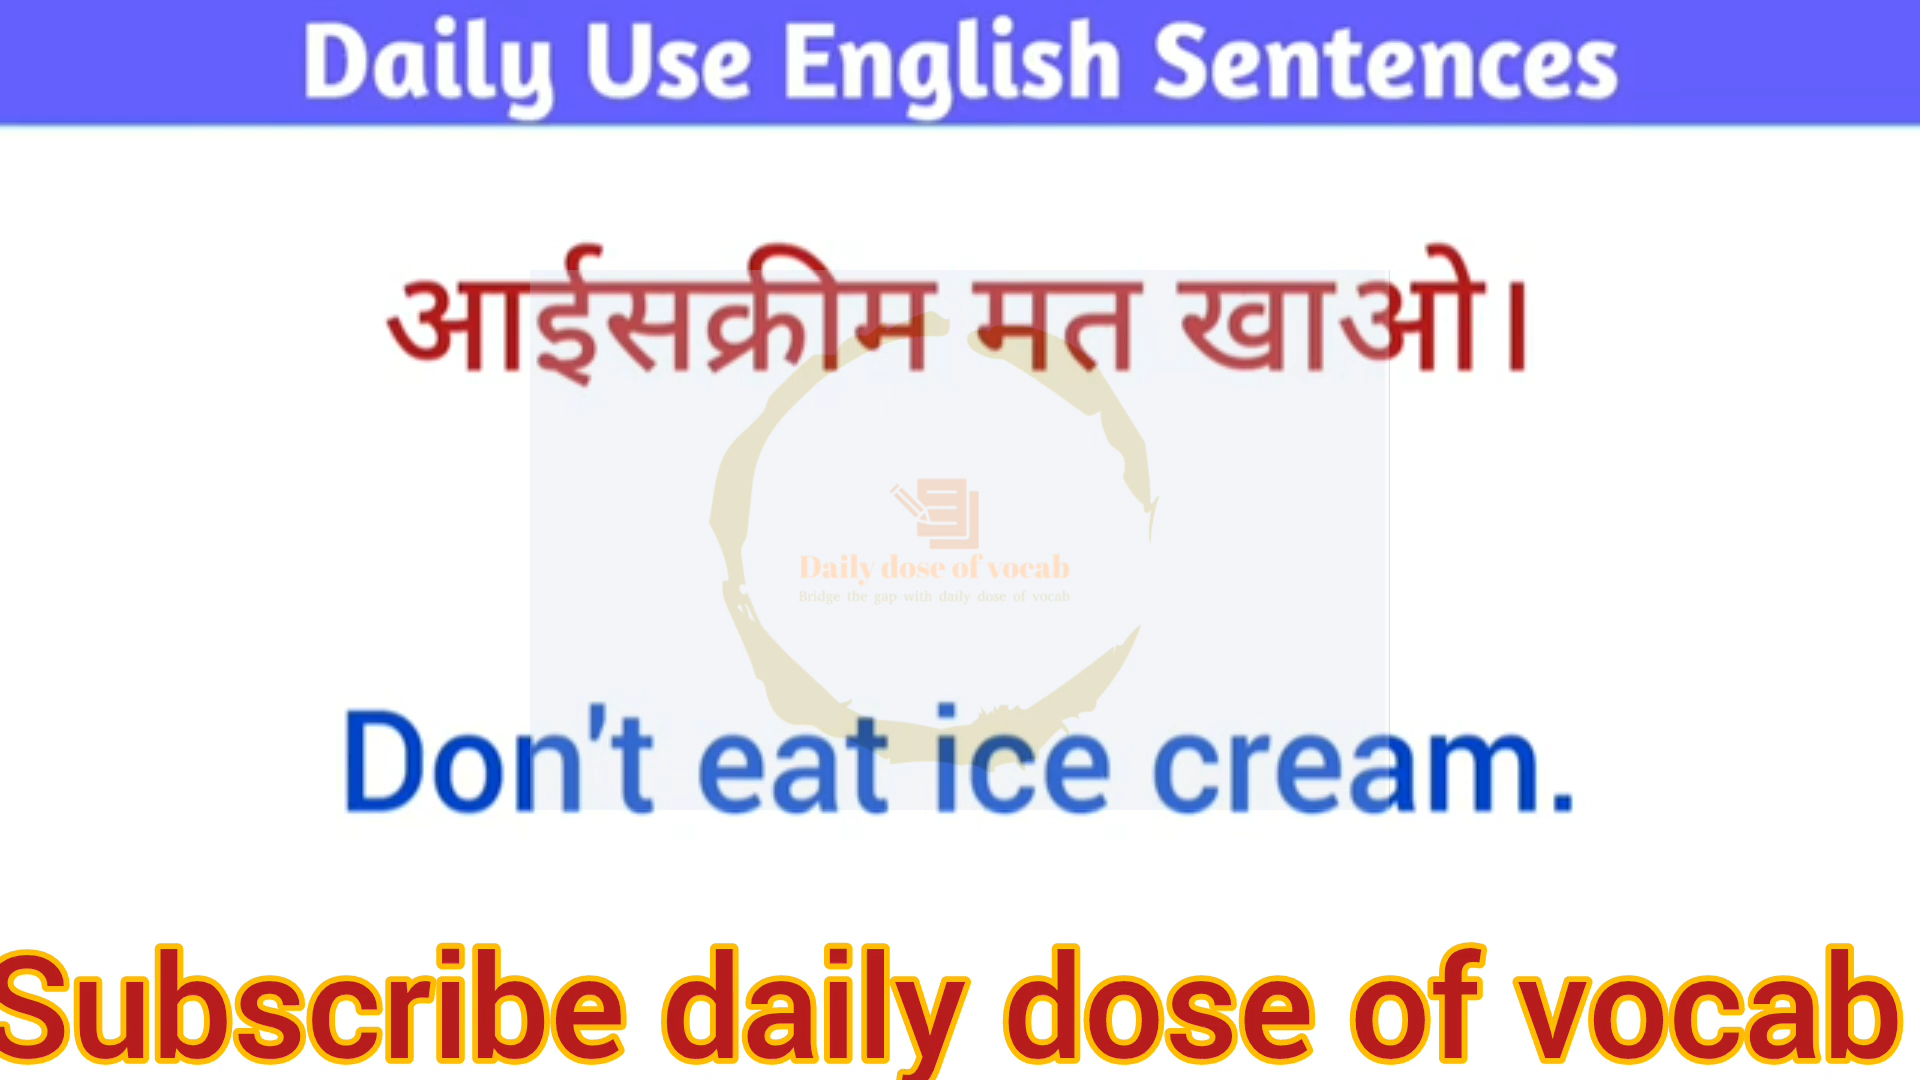 Daily Use English Sentences
आईसक्रीम मत खाओ।
Daily dose of vocab
Bridge the gap with daily dose of vocab
Don't eat ice cream.
Subscribe daily dose of vocab